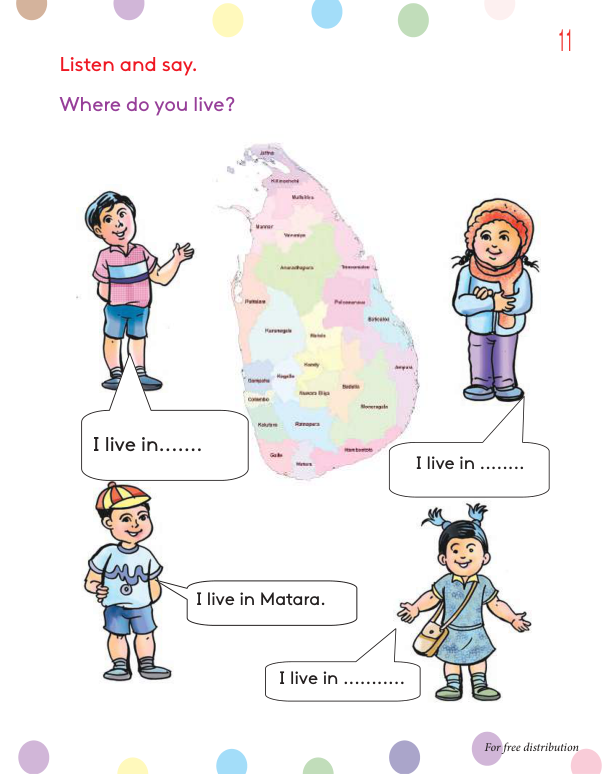 11
Listen and say.
Where do you live?
Jaffna
Kilinochchi
Mullaitivu
Mannar
Vavuniya
Anuradhapura
Trincomalee
Puttalam
Polonnaruwa
Batticaloa
Kurunegala
Matale
Kandy
Ampara
Gampaha
Kegalle
Badulla
Nuwara Eliya
Colombo
Moneragala
Kalutara
Ratnapura
Hambantota
Galle
Matara
I live in.......
I live in ........
I live in Matara.
I live in ...........
For free distribution